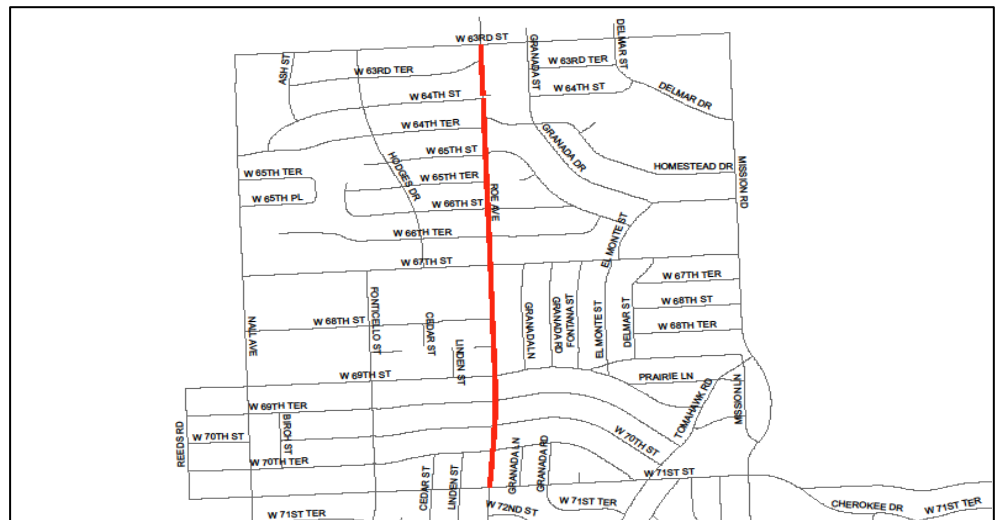 W 63RD ST
GRANADA ST
DELMAR ST
ASH ST
W 63RD TER
W 63RD TER
W 64TH ST
W 64TH ST
DELMAR DR
W 64TH TER
GRANADA DR
W 65TH ST
HODGES DR
HOMESTEAD DR
MISSION RD
W 65TH TER
W 65TH TER
ROE AVE
W 65TH PL
W 66TH ST
W 66TH TER
EL MONTE ST
W 67TH ST
W 67TH TER
FONTICELLO ST
GRANADA LN
GRANADA RD
FONTANA ST
EL MONTE ST
DELMAR ST
W 68TH ST
NALL AVE
W 68TH ST
CEDAR ST
W 68TH TER
LINDEN ST
W 69TH ST
PRAIRIE LN
MISSION LN
TOMAHAWK RD
W 69TH TER
REEDS RD
W 70TH ST
BIRCH ST
W 70TH ST
W 70TH TER
GRANADA LN
GRANADA RD
W 71ST ST
CEDAR ST
LINDEN ST
W 71ST TER
W 72ND ST
W 71ST TER
CHEROKEE DR
W 71ST TER